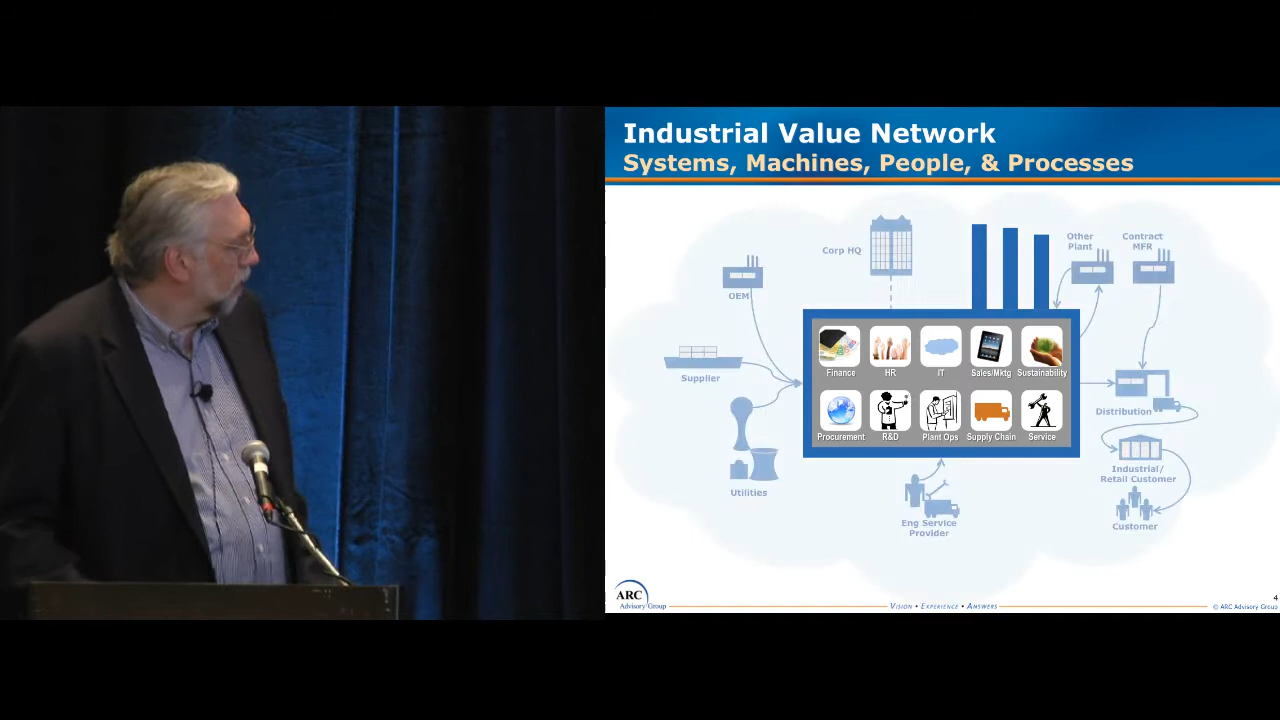 Industrial Value Network
Systems, Machines, People, & Processes
Corp HQ
Other
Plant
Contract
MFR
OEM
Supplier
Utilities
Finance
HR
IT
Sales/Mktg
Sustainability
Procurement
R&D
Plant Ops
Supply Chain
Service
Distribution
Industrial/
Retail Customer
Customer
Eng Service
Provider
ARC
Advisory Group
VISION • EXPERIENCE • ANSWERS
4
© ARC Advisory Group